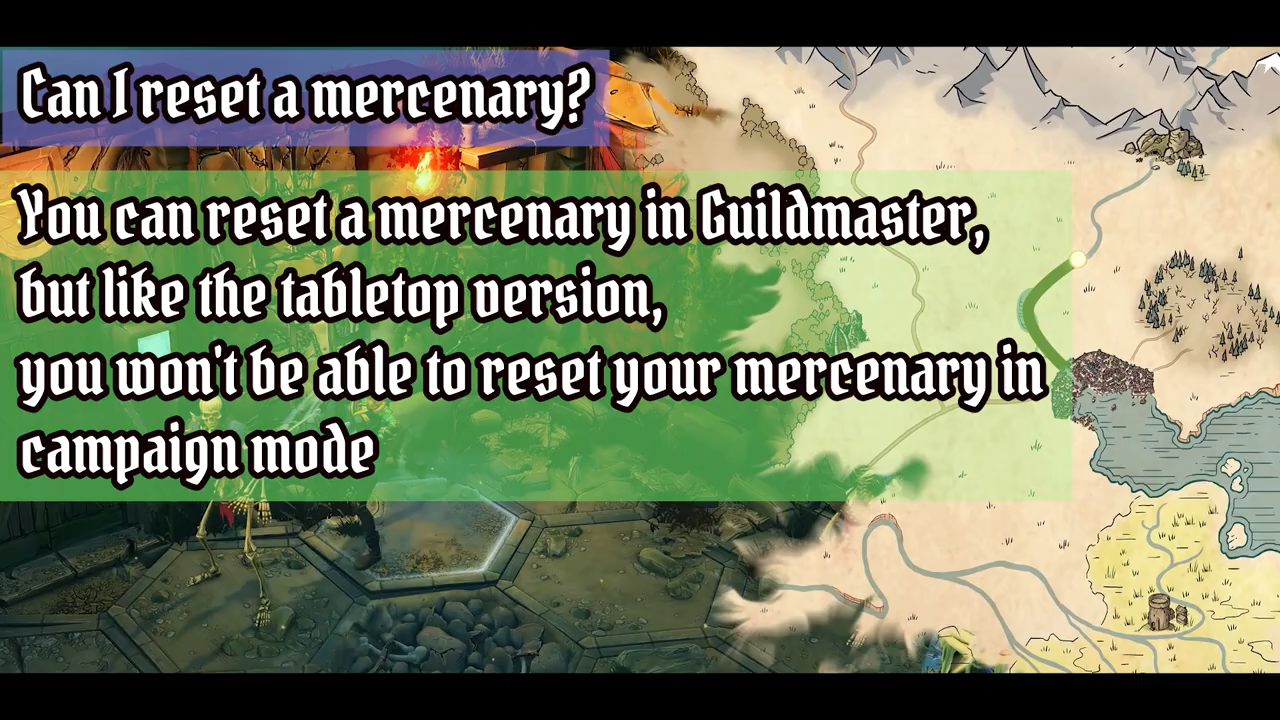 Can I reset a mercenary?
You can reset a mercenary in Guildmaster,
but like the tabletop version,
you won't be able to reset your mercenary in
campaign mode